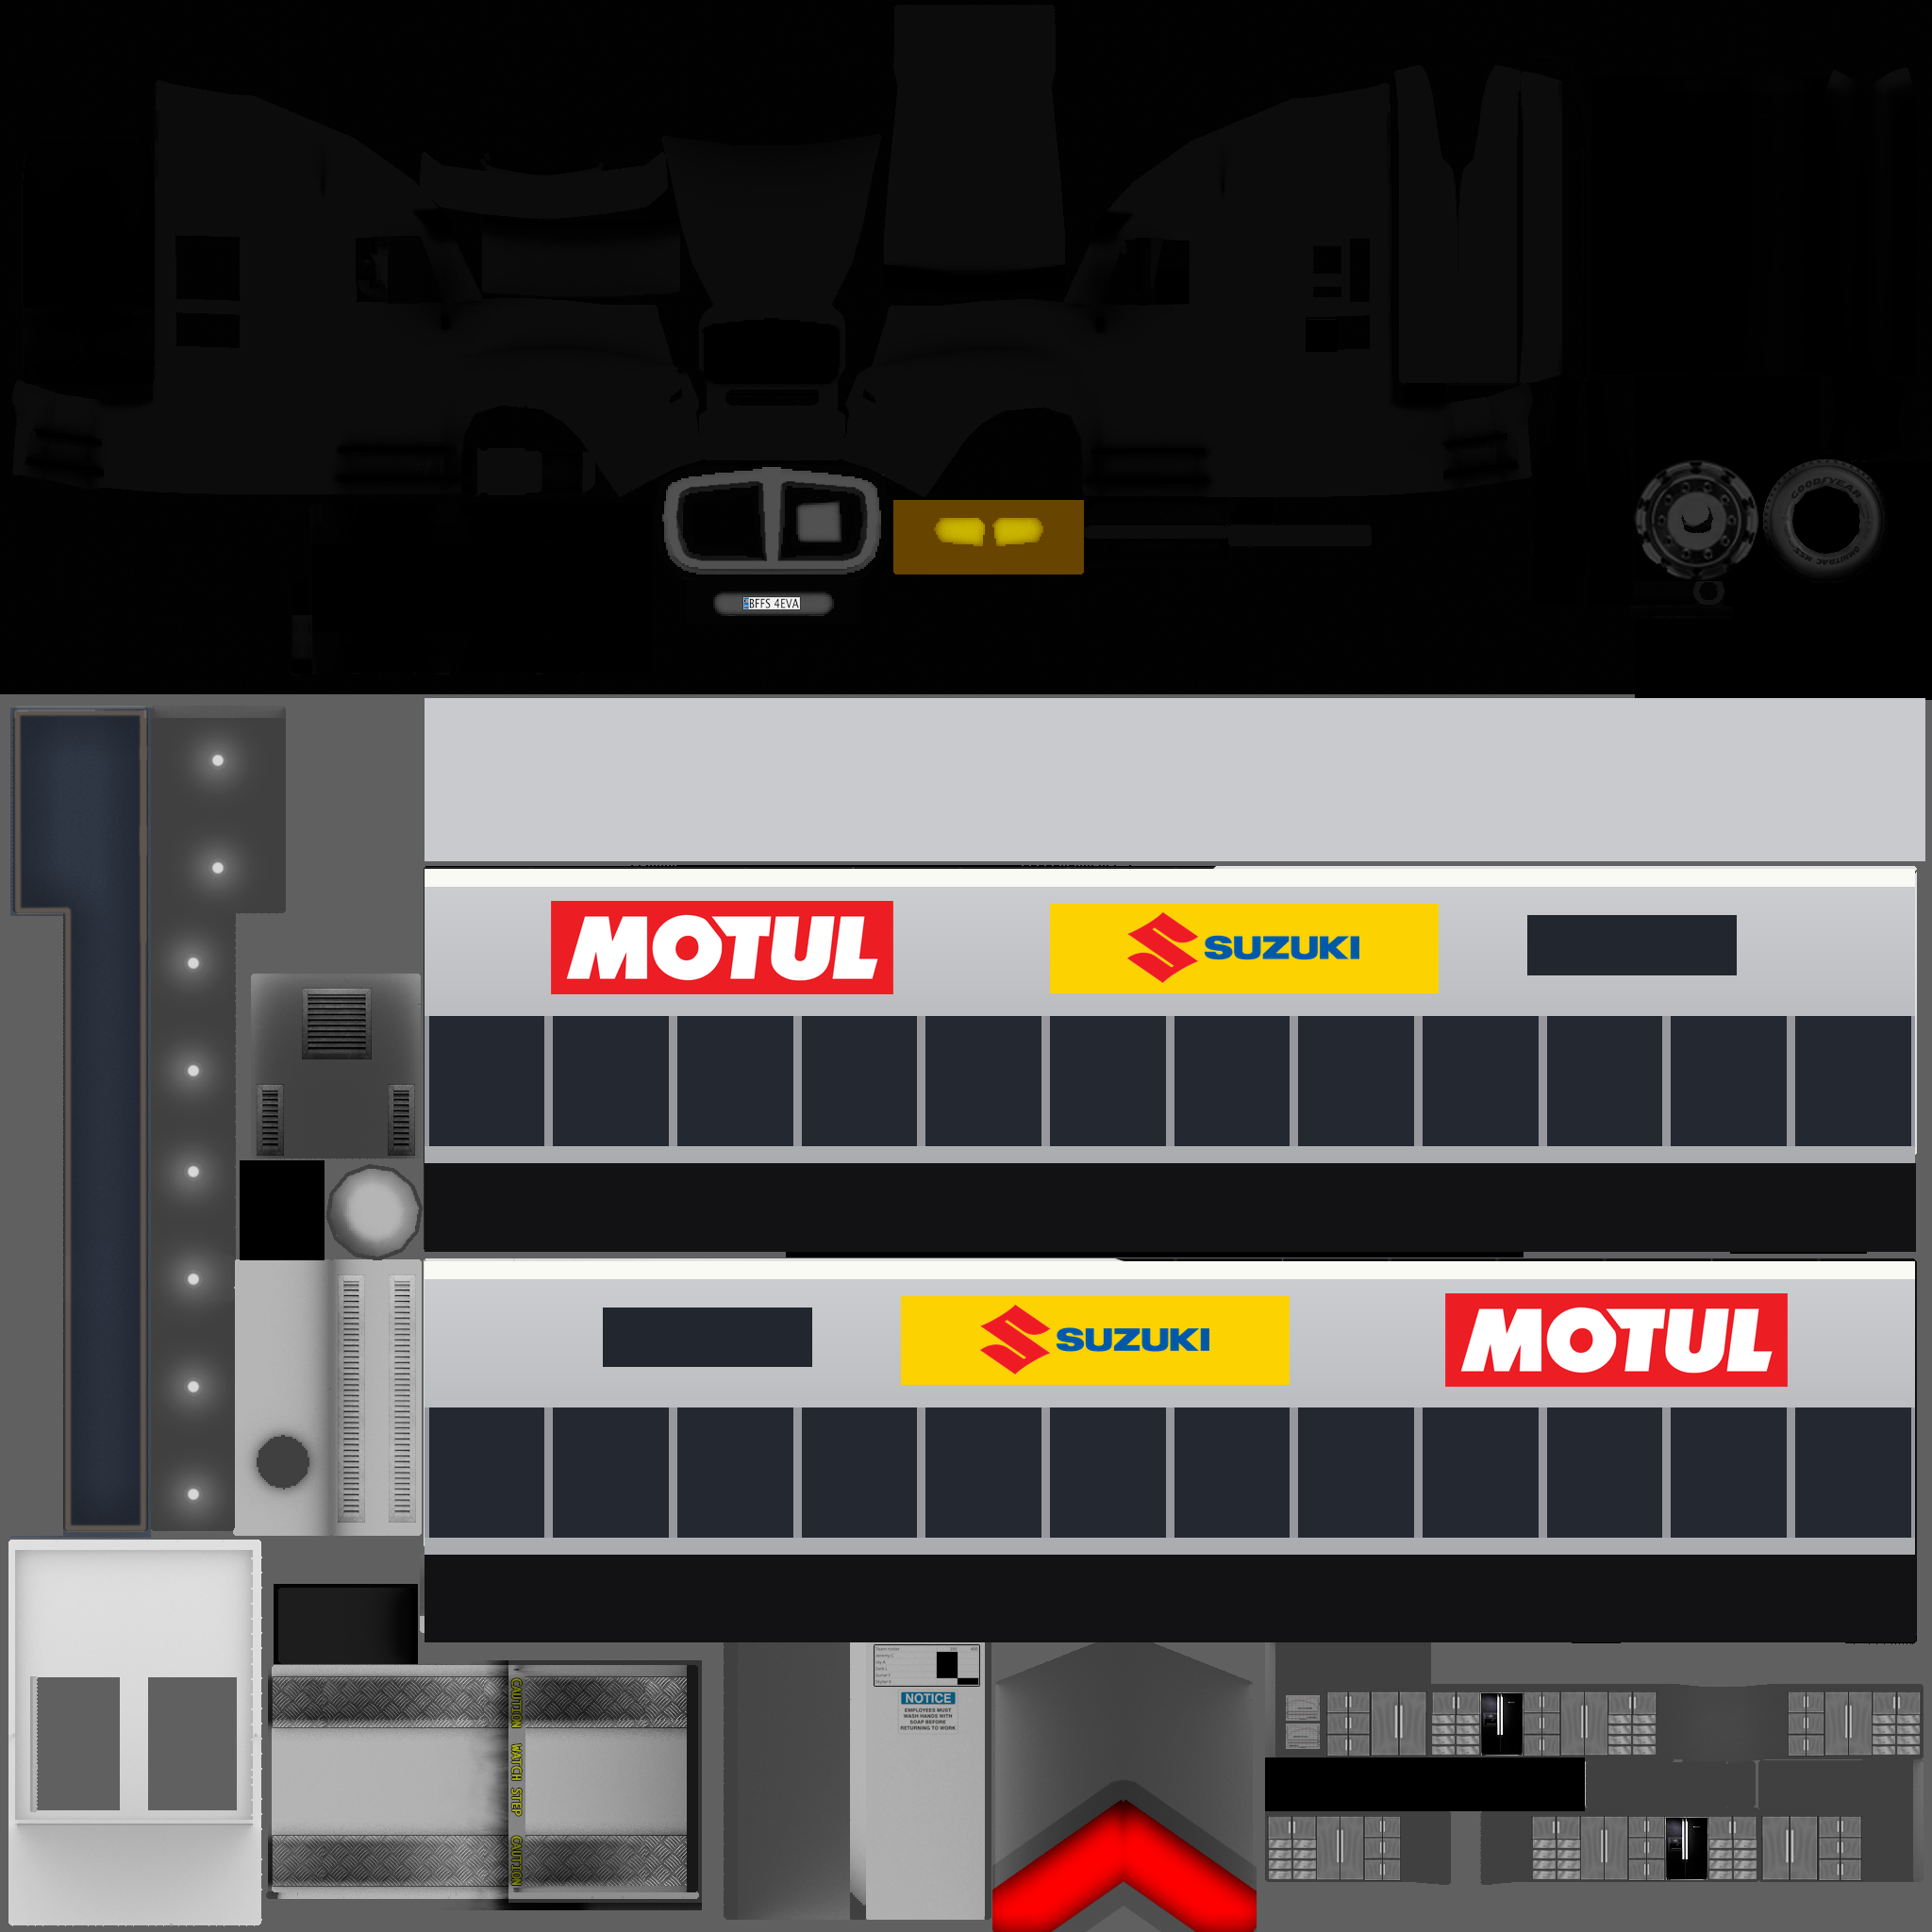 GOODYEAR
BFFS 4EVA
MOTUL
SUZUKI
SUZUKI
MOTUL
CAUTION WATCH STEP CAUTION
NOTICE
EMPLOYEES MUST
WASH HANDS WITH
SOAP BEFORE
RETURNING TO WORK